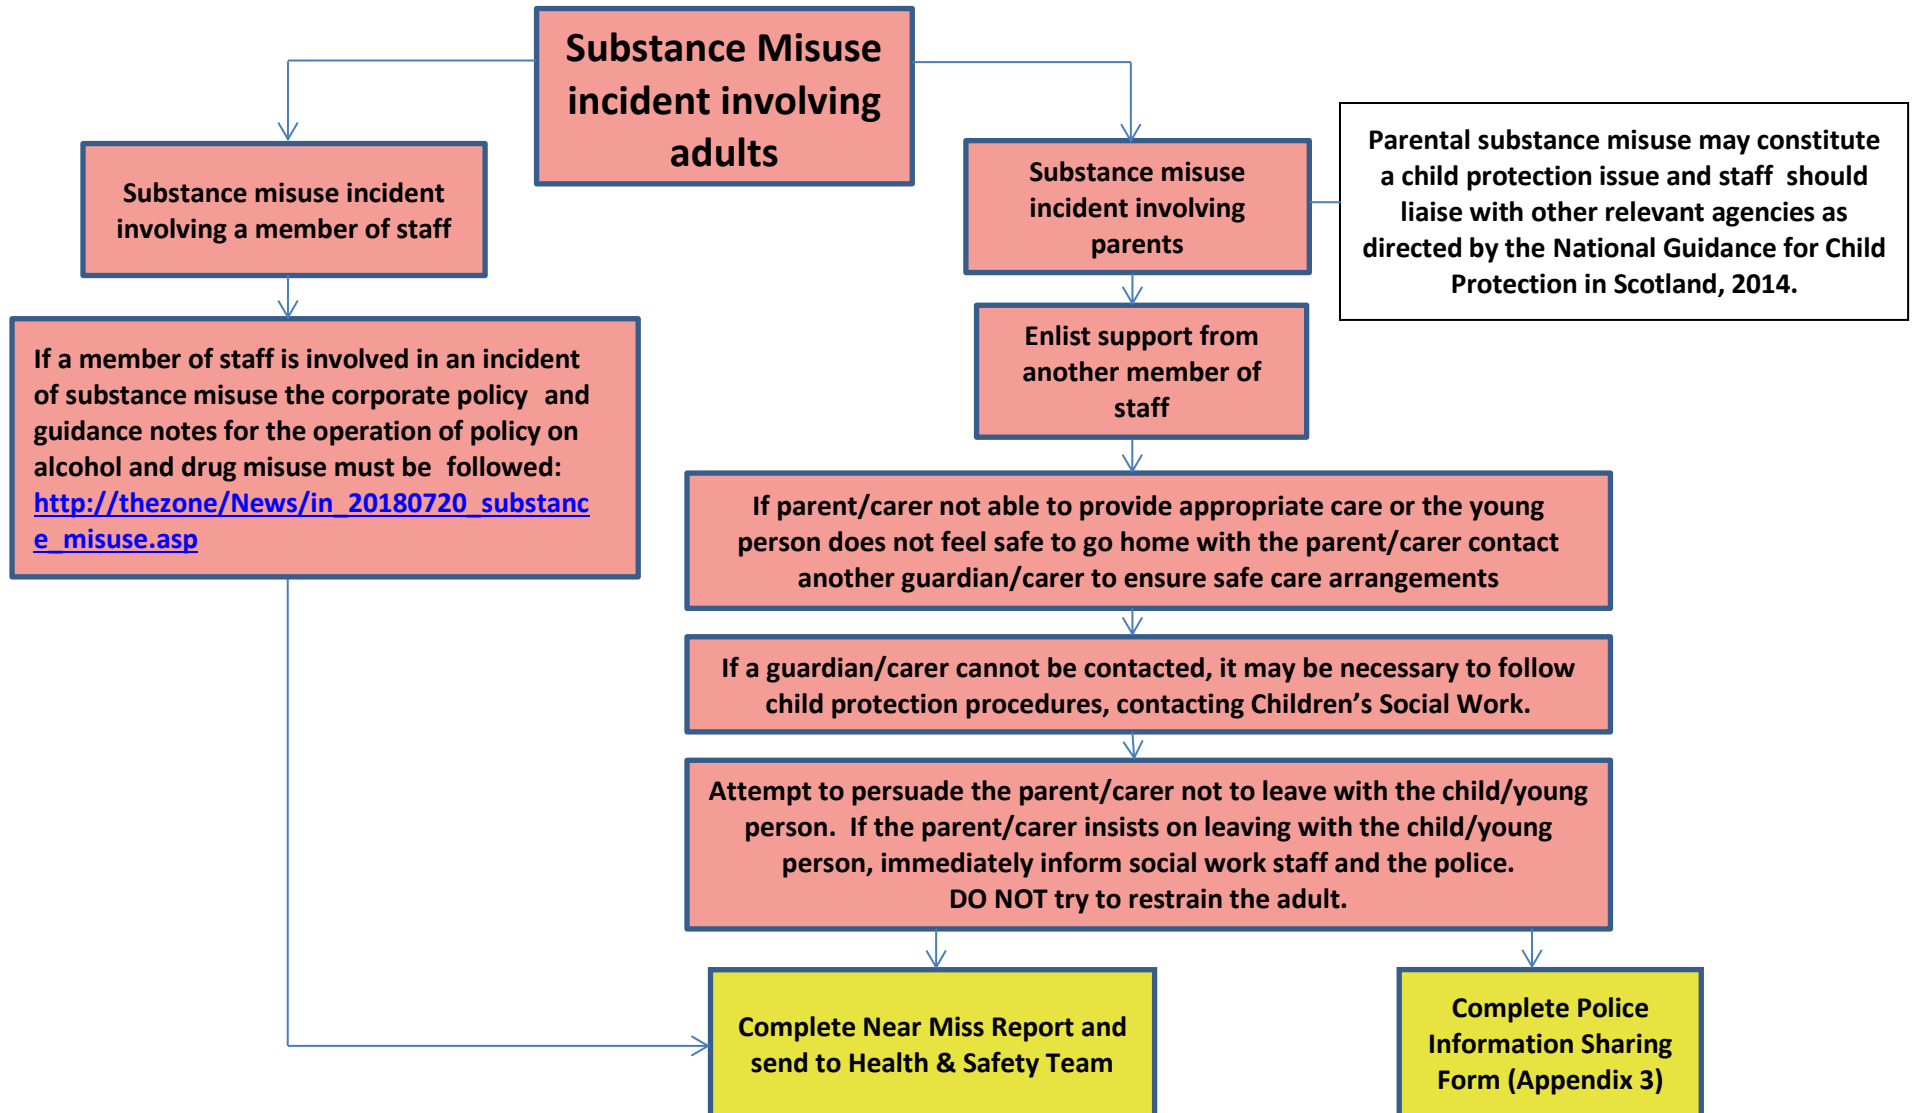 Substance Misuse
incident involving
adults
Substance misuse incident
involving a member of staff
Substance misuse
incident involving
parents
Parental substance misuse may constitute
a child protection issue and staff should
liaise with other relevant agencies as
directed by the National Guidance for Child
Protection in Scotland, 2014.
If a member of staff is involved in an incident
of substance misuse the corporate policy and
guidance notes for the operation of policy on
alcohol and drug misuse must be followed:
http://thezone/News/in_20180720_substanc
e_misuse.asp
Enlist support from
another member of
staff
If parent/carer not able to provide appropriate care or the young
person does not feel safe to go home with the parent/carer contact
another guardian/carer to ensure safe care arrangements
If a guardian/carer cannot be contacted, it may be necessary to follow
child protection procedures, contacting Children’s Social Work.
Attempt to persuade the parent/carer not to leave with the child/young
person. If the parent/carer insists on leaving with the child/young
person, immediately inform social work staff and the police.
DO NOT try to restrain the adult.
Complete Near Miss Report and
send to Health & Safety Team
Complete Police
Information Sharing
Form (Appendix 3)